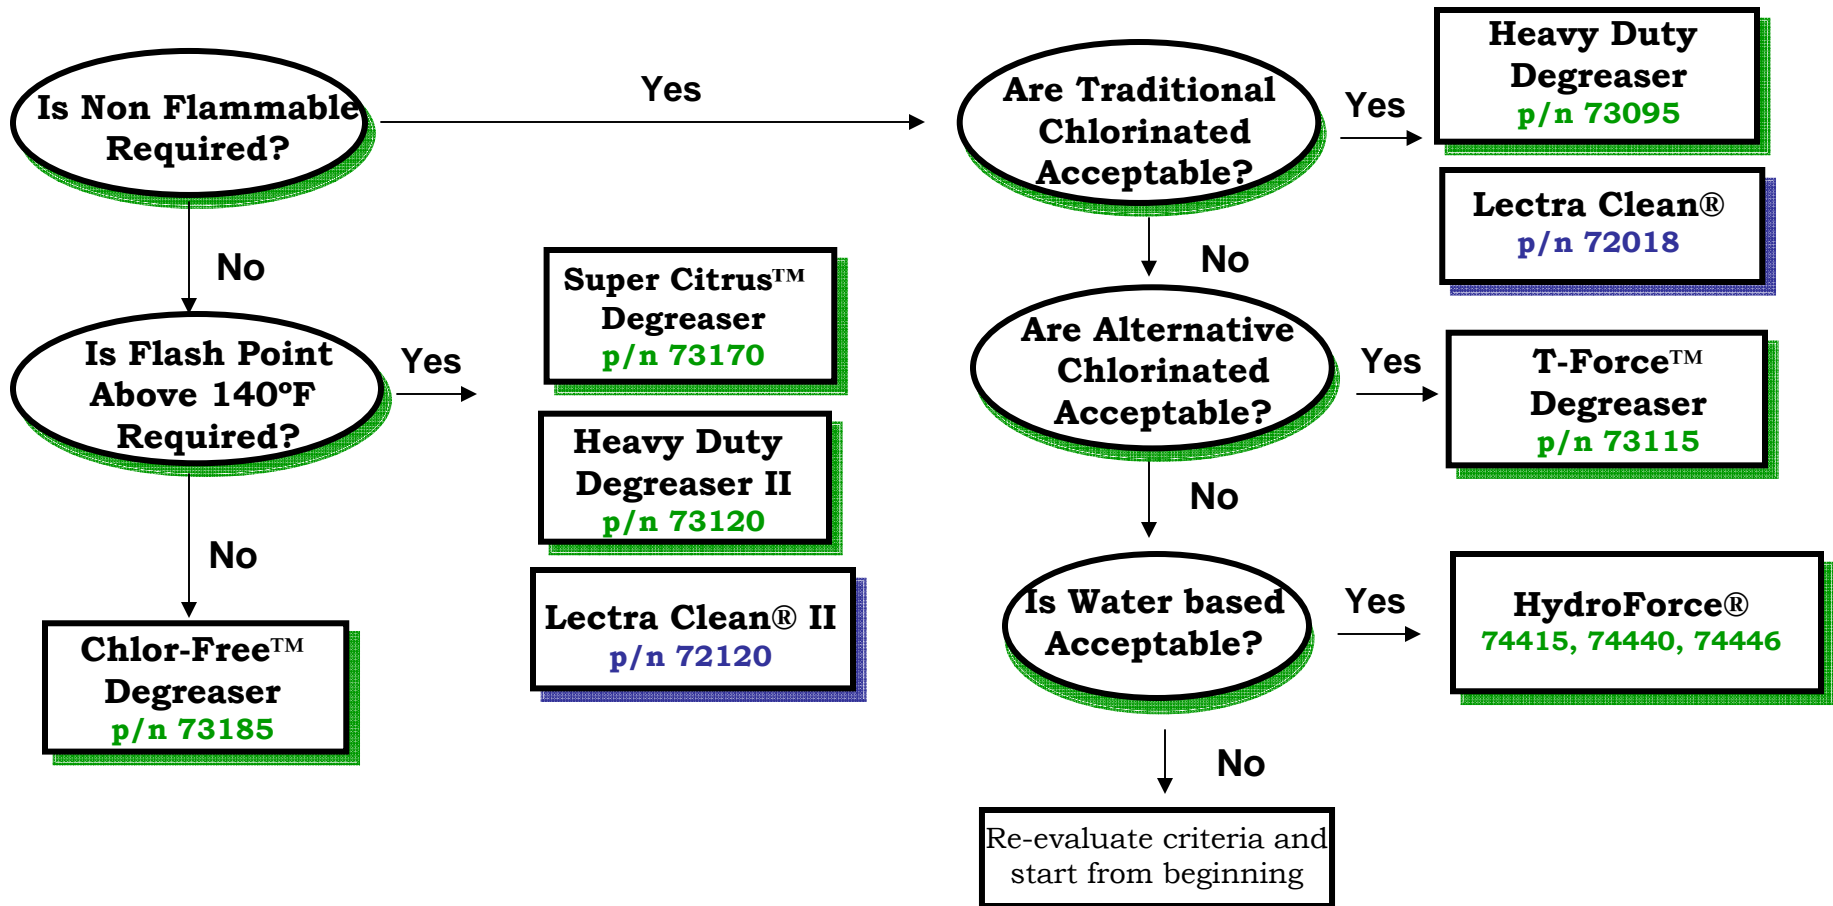 Is Non Flammable
Required?
Yes
Are Traditional
Chlorinated
Acceptable?
Yes
Heavy Duty
Degreaser
p/n 73095
Lectra Clean®
p/n 72018
No
No
Is Flash Point
Above 140ºF
Required?
Yes
Super Citrus™
Degreaser
p/n 73170
Heavy Duty
Degreaser II
p/n 73120
Lectra Clean® II
p/n 72120
Are Alternative
Chlorinated
Acceptable?
Yes
T-Force™
Degreaser
p/n 73115
No
No
Chlor-Free™
Degreaser
p/n 73185
Is Water based
Acceptable?
Yes
HydroForce®
74415, 74440, 74446
No
Re-evaluate criteria and
start from beginning